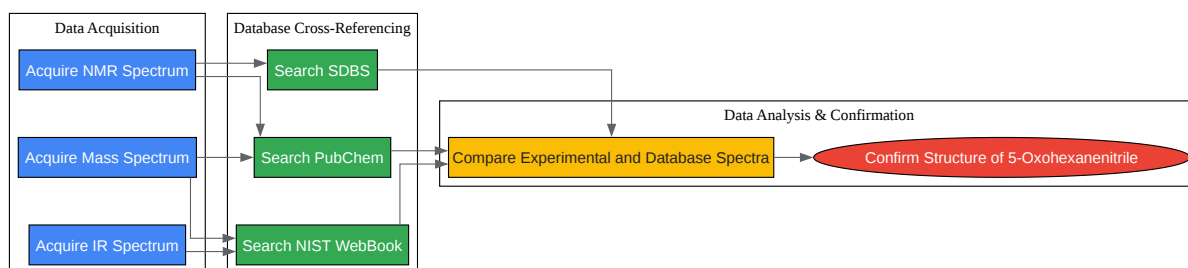 Data Acquisition
Acquire NMR Spectrum
Acquire Mass Spectrum
Acquire IR Spectrum
Database Cross-Referencing
Search SDBS
Search PubChem
Search NIST WebBook
Data Analysis & Confirmation
Compare Experimental and Database Spectra
Confirm Structure of 5-Oxohexanenitrile